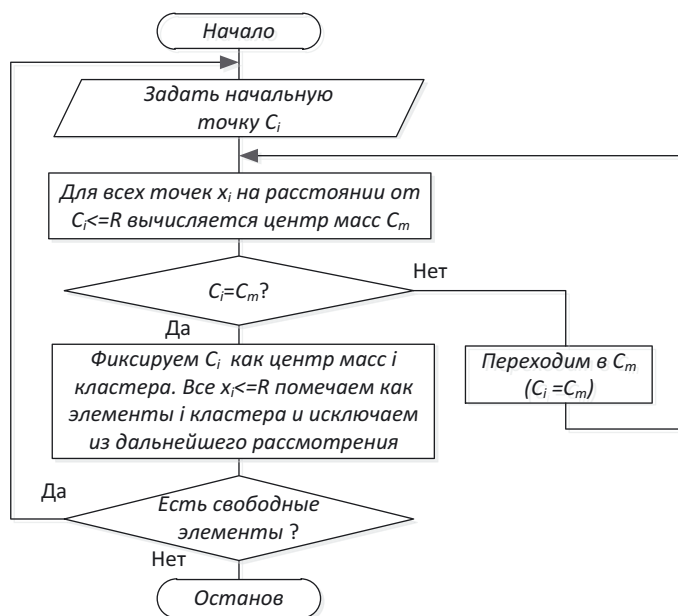 Начало
Задать начальную
точку Ci
Для всех точек xi на расстоянии от
Ci<=R вычисляется центр масс Cm
Нет
Ci=Cm?
Да
Фиксируем Ci как центр масс i
кластера. Все xi<=R помечаем как
элементы i кластера и исключаем
из дальнейшего рассмотрения
Переходим в Cm
(Ci =Cm)
Да
Есть свободные
элементы ?
Нет
Останов